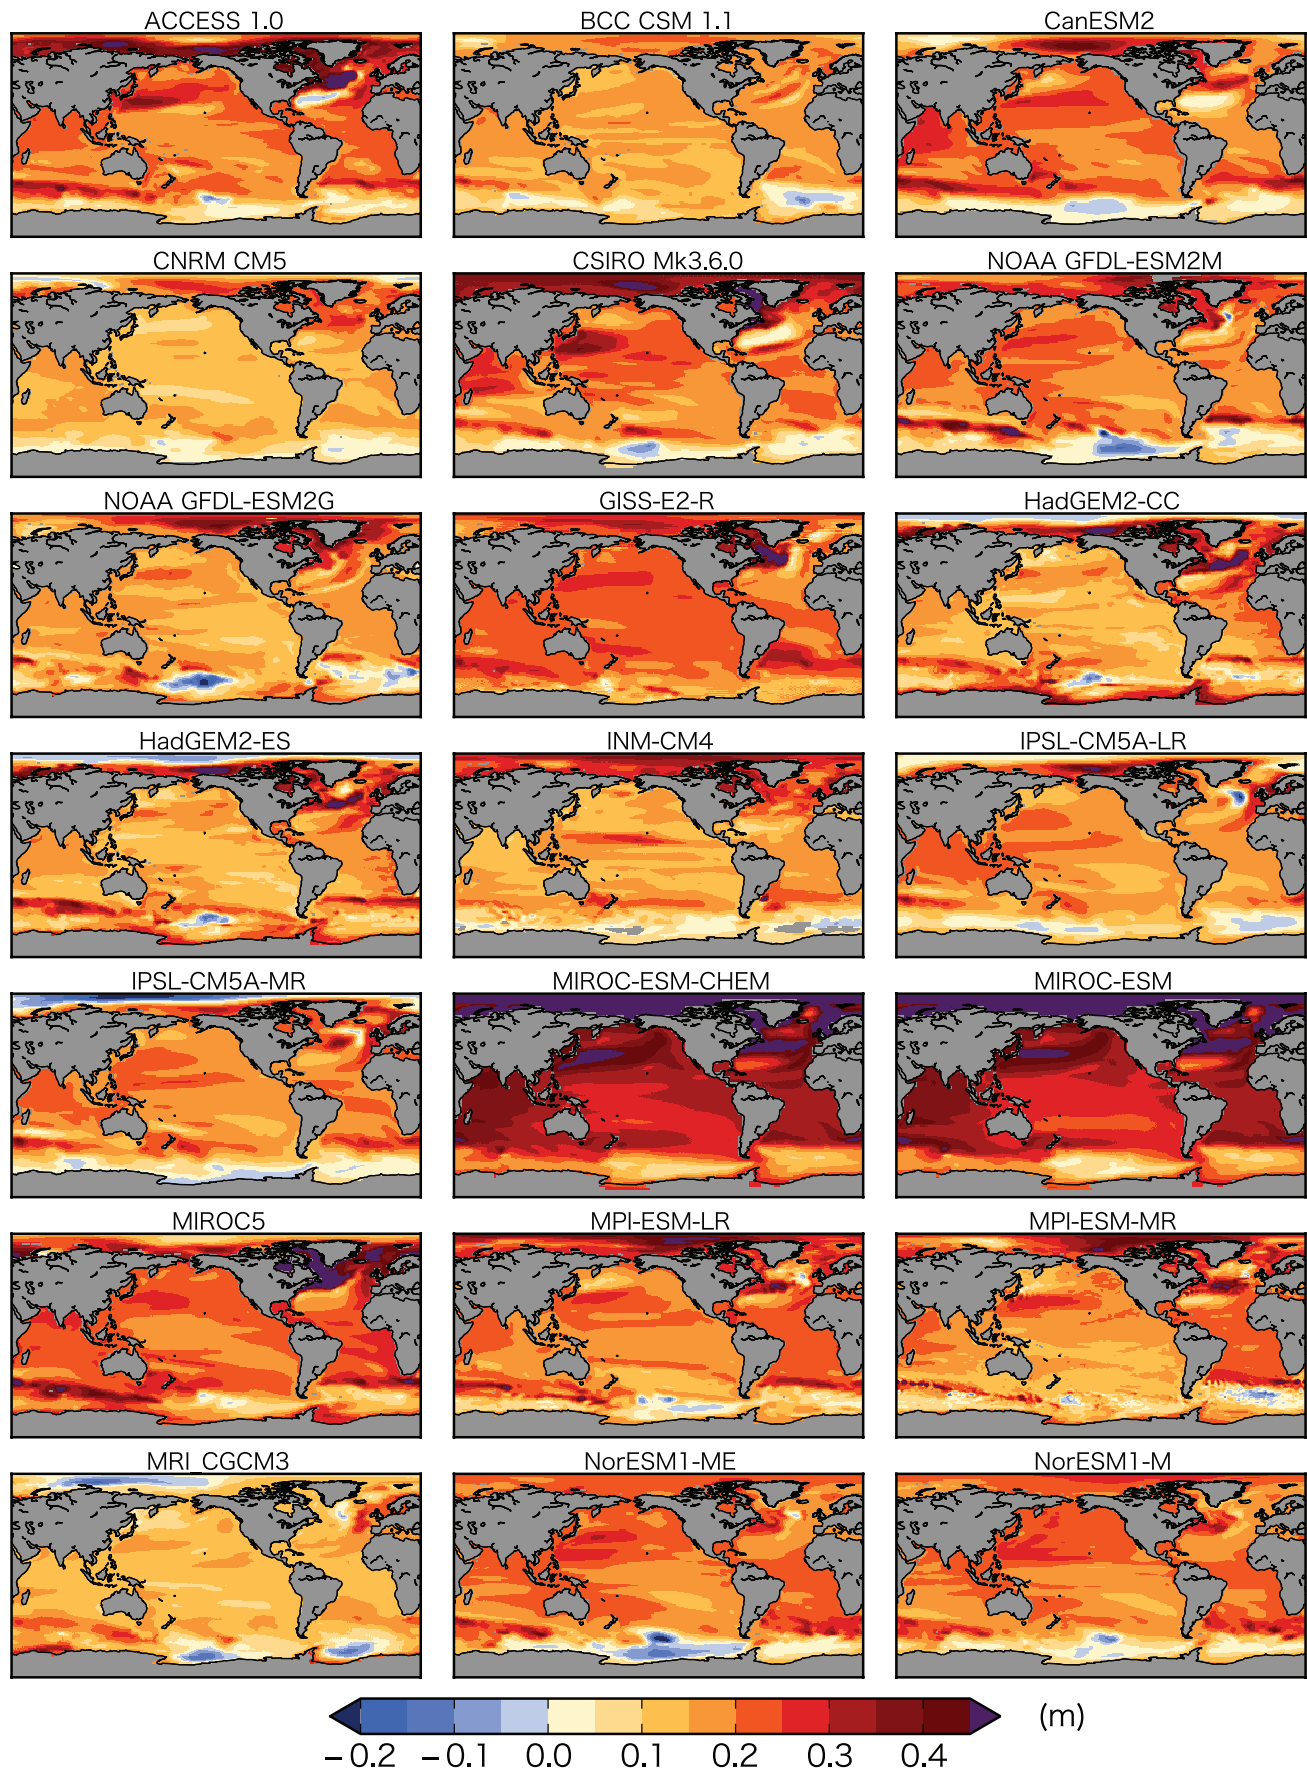 ACCESS 1.0 BCC CSM 1.1 CanESM2
CNRM CM5 CSIRO Mk3.6.0 NOAA GFDL-ESM2M
NOAA GFDL-ESM2G GISS-E2-R HadGEM2-CC
HadGEM2-ES INM-CM4 IPSL-CM5A-LR
IPSL-CM5A-MR MIROC-ESM-CHEM MIROC-ESM
MIROC5 MPI-ESM-LR MPI-ESM-MR
MRI_CGCM3 NorESM1-ME NorESM1-M
(m)
−0.2 −0.1 0.0 0.1 0.2 0.3 0.4